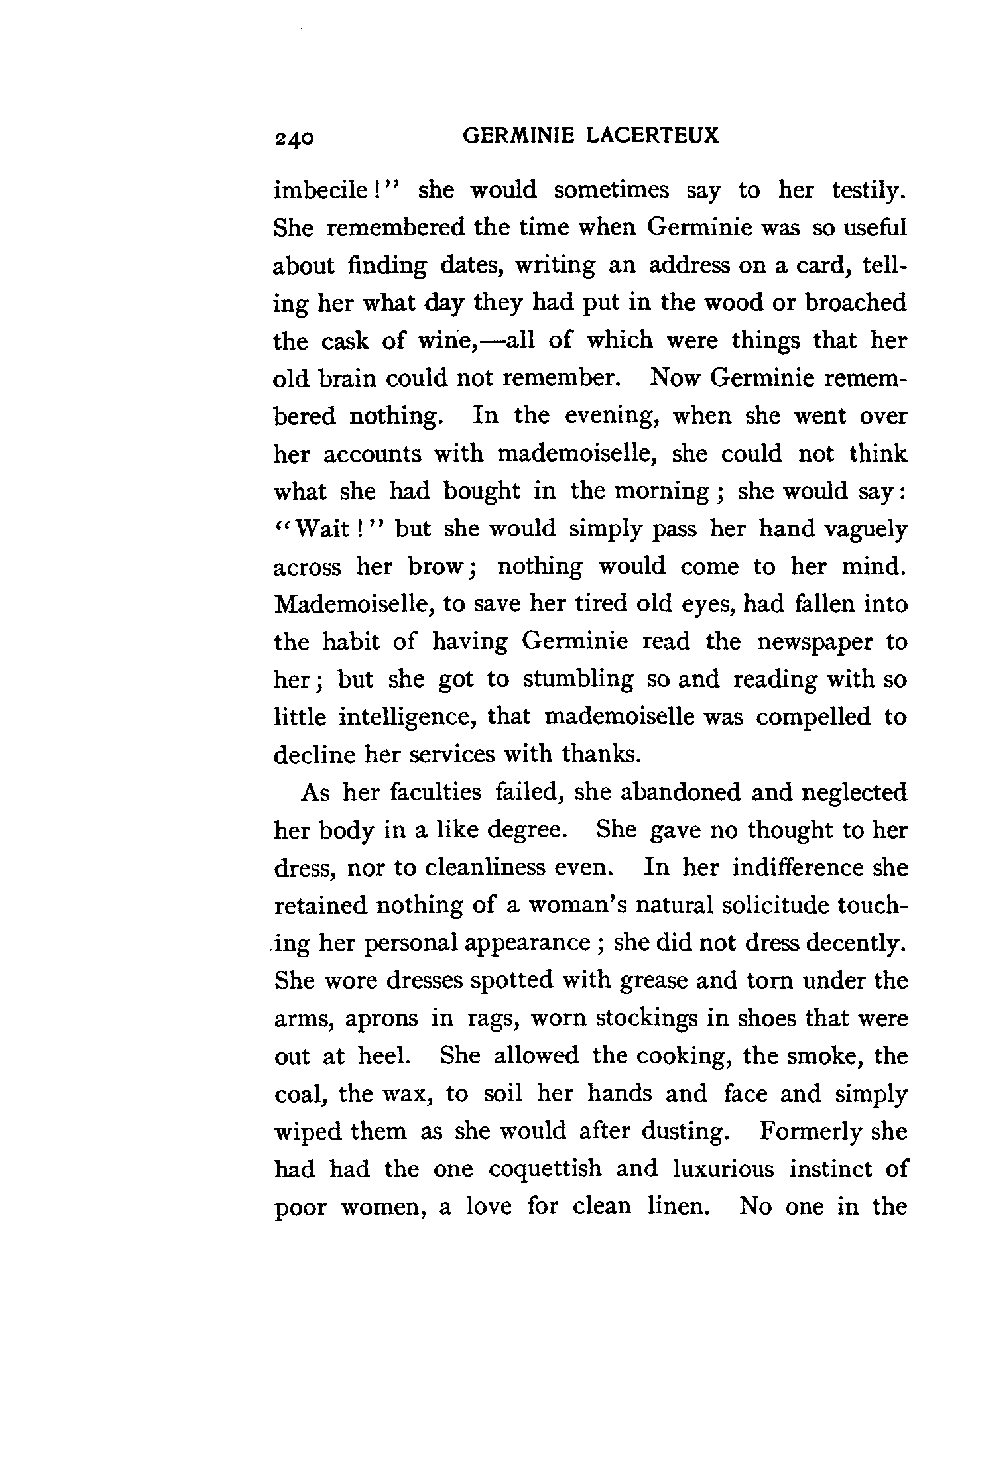 240 GERMINIE LACERTEUX
imbecile!" she would sometimes say to her testily.
She remembered the time when Germinie was so useful
about finding dates, writing an address on a card, tell-
ing her what day they had put in the wood or broached
the cask of wine,—all of which were things that her
old brain could not remember. Now Germinie remem-
bered nothing. In the evening, when she went over
her accounts with mademoiselle, she could not think
what she had bought in the morning; she would say:
"Wait!" but she would simply pass her hand vaguely
across her brow; nothing would come to her mind.
Mademoiselle, to save her tired old eyes, had fallen into
the habit of having Germinie read the newspaper to
her; but she got to stumbling so and reading with so
little intelligence, that mademoiselle was compelled to
decline her services with thanks.
As her faculties failed, she abandoned and neglected
her body in a like degree. She gave no thought to her
dress, nor to cleanliness even. In her indifference she
retained nothing of a woman's natural solicitude touch-
ing her personal appearance; she did not dress decently.
She wore dresses spotted with grease and torn under the
arms, aprons in rags, worn stockings in shoes that were
out at heel. She allowed the cooking, the smoke, the
coal, the wax, to soil her hands and face and simply
wiped them as she would after dusting. Formerly she
had had the one coquettish and luxurious instinct of
poor women, a love for clean linen. No one in the